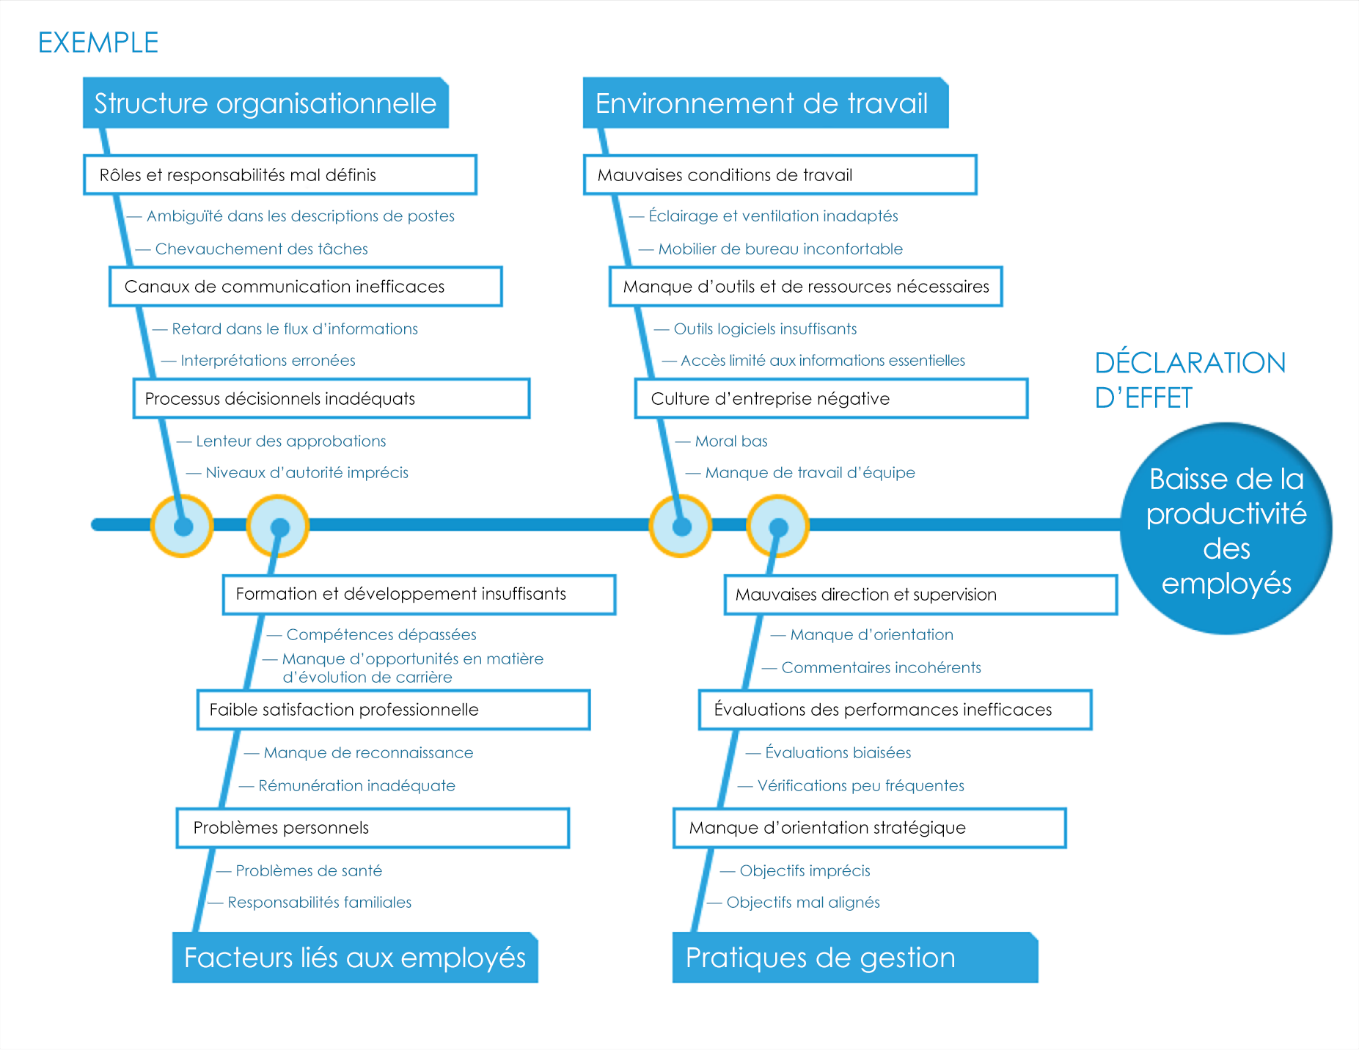 EXEMPLE
Structure organisationnelle
Rôles et responsabilités mal définis
— Ambiguïté dans les descriptions de postes
— Chevauchement des tâches
Canaux de communication inefficaces
— Retard dans le flux d’informations
— Interprétations erronées
Processus décisionnels inadéquats
— Lenteur des approbations
— Niveaux d’autorité imprécis
Environnement de travail
Mauvaises conditions de travail
— Éclairage et ventilation inadaptés
— Mobilier de bureau inconfortable
Manque d’outils et de ressources nécessaires
— Outils logiciels insuffisants
— Accès limité aux informations essentielles
Culture d’entreprise négative
— Moral bas
— Manque de travail d’équipe
DÉCLARATION
D’EFFET
Baisse de la
productivité
des
employés
Formation et développement insuffisants
— Compétences dépassées
— Manque d’opportunités en matière
d’évolution de carrière
Faible satisfaction professionnelle
— Manque de reconnaissance
— Rémunération inadéquate
Problèmes personnels
— Problèmes de santé
— Responsabilités familiales
Facteurs liés aux employés
Mauvaises direction et supervision
— Manque d’orientation
— Commentaires incohérents
Évaluations des performances inefficaces
— Évaluations biaisées
— Vérifications peu fréquentes
Manque d’orientation stratégique
— Objectifs imprécis
— Objectifs mal alignés
Pratiques de gestion